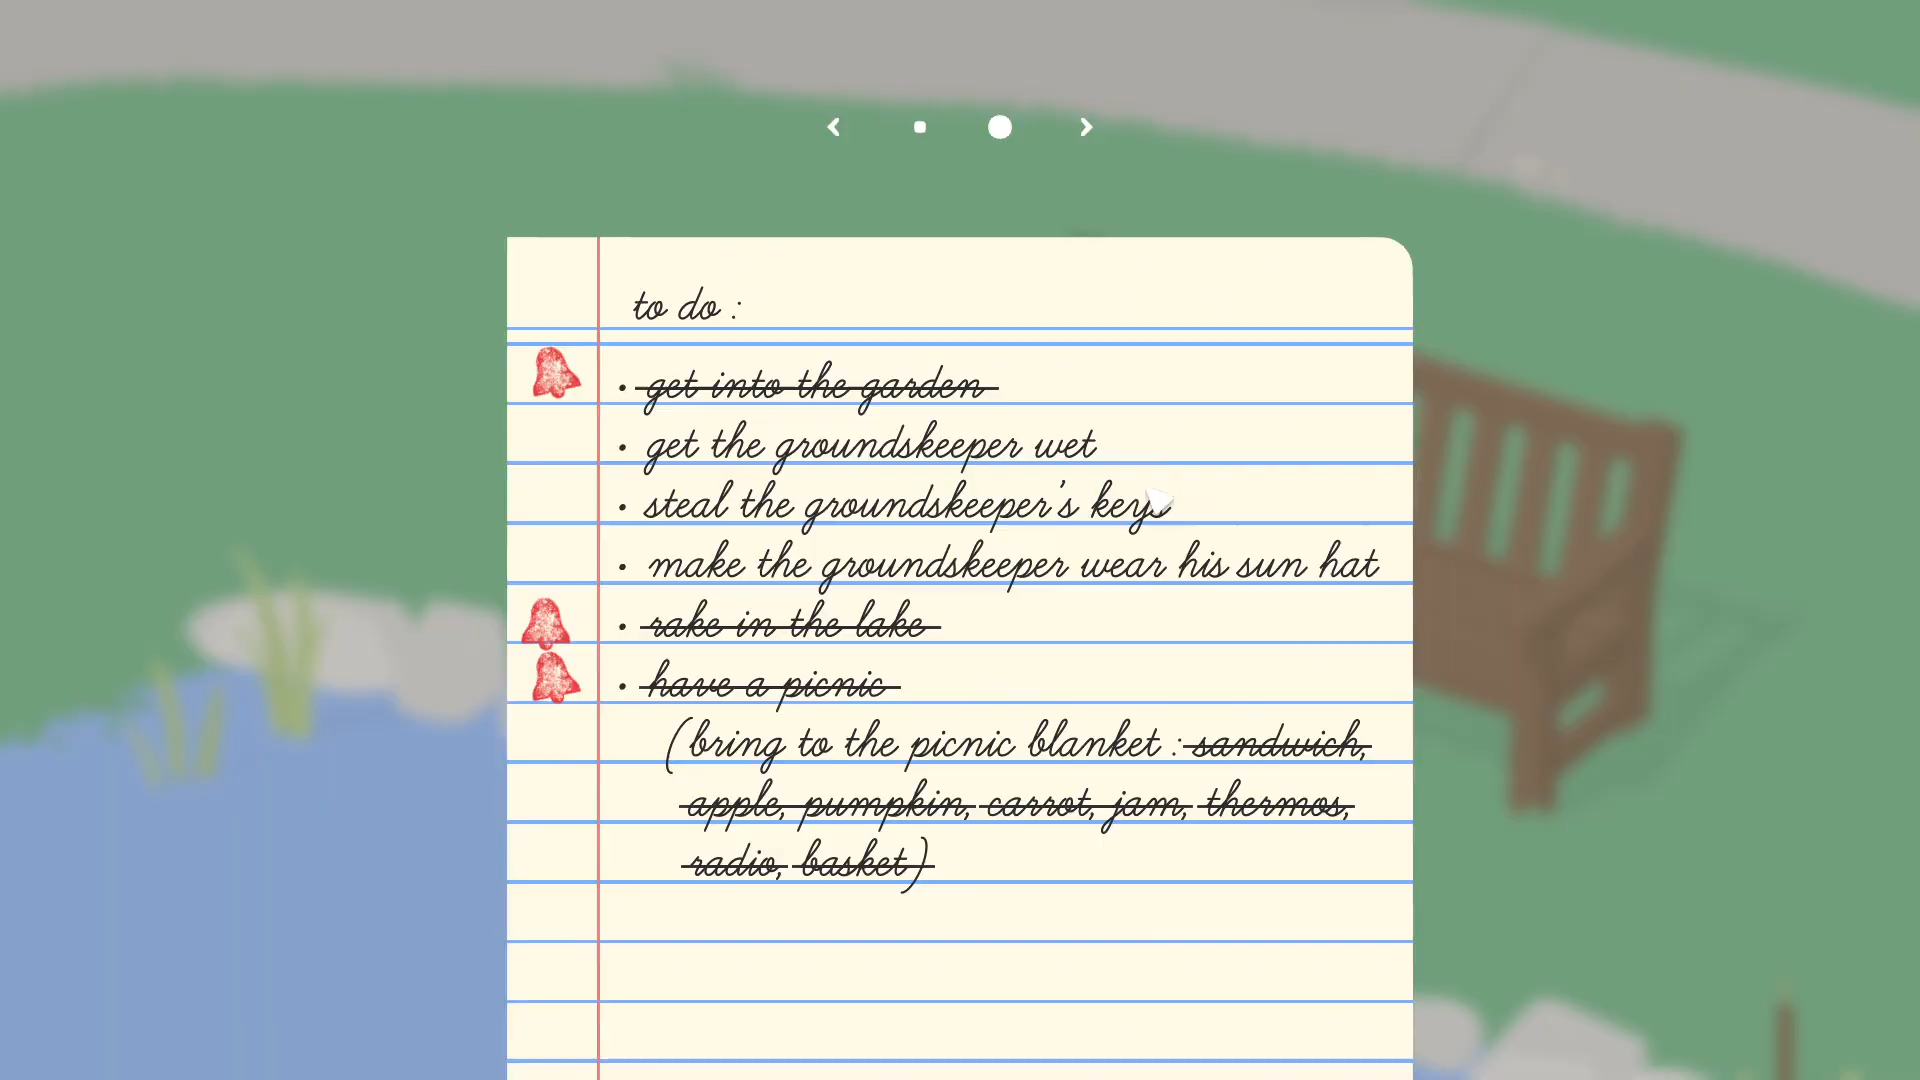 to do :
• get into the garden
• get the groundskeeper wet
• steal the groundskeeper's keys
• make the groundskeeper wear his sun hat
• rake in the lake
• have a picnic
(bring to the picnic blanket : sandwich,
apple, pumpkin, carrot, jam, thermos,
radio, basket)